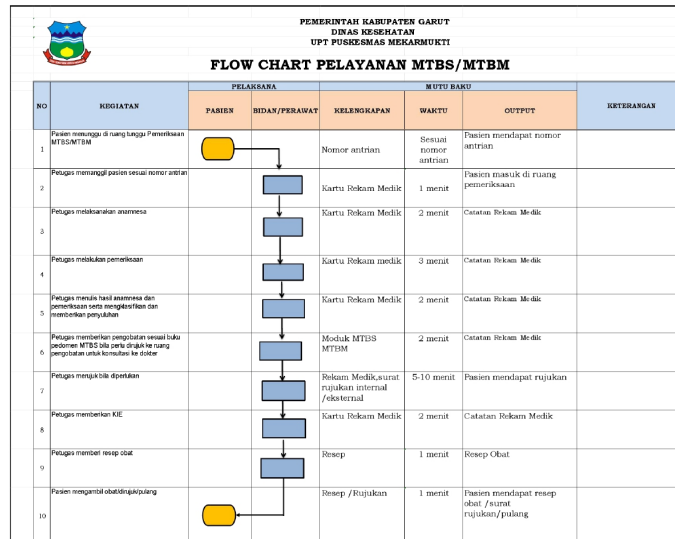 PEMERINTAH KABUPATEN GARUT
DINAS KESEHATAN
UPT PUSKESMAS MEKARMUKTI
FLOW CHART PELAYANAN MTBS/MTBM
NO
KEGIATAN
PELAKSANA
MUTU BAKU
KETERANGAN
PASIEN
BIDAN/PERAWAT
KELENGKAPAN
WAKTU
OUTPUT
1
Pasien menunggu di ruang tunggu Pemeriksaan
MTBS/MTBM
Nomor antrian
Sesuai
nomor
antrian
Pasien mendapat nomor
antrian
2
Petugas memanggil pasien sesuai nomor antrian
Kartu Rekam Medik
1 menit
Pasien masuk di ruang
pemeriksaan
3
Petugas melaksanakan anamnesa
Kartu Rekam Medik
2 menit
Catatan Rekam Medik
4
Petugas melakukan pemeriksaan
Kartu Rekam medik
3 menit
Catatan Rekam Medik
5
Petugas menulis hasil anamnesa dan
pemeriksaan serta mengklasifikan dan
memberikan penyuluhan
Kartu Rekam Medik
2 menit
Catatan Rekam Medik
6
Petugas memberikan pengobatan sesuai buku
pedomen MTBS bila perlu dirujuk ke ruang
pengobatan untuk konsultasi ke dokter
Moduk MTBS
MTBM
2 menit
Catatan Rekam Medik
7
Petugas merujuk bila diperlukan
Rekam Medik,surat
rujukan internal
/eksternal
5-10 menit
Pasien mendapat rujukan
8
Petugas memberikan KIE
Kartu Rekam Medik
2 menit
Catatan Rekam Medik
9
Petugas memberi resep obat
Resep
1 menit
Resep Obat
10
Pasien mengambil obat/dirujuk/pulang
Resep /Rujukan
1 menit
Pasien mendapat resep
obat /surat
rujukan/pulang